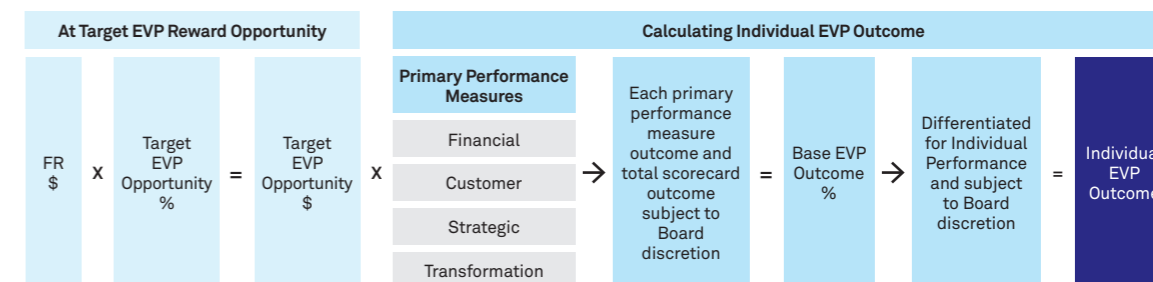 At Target EVP Reward Opportunity
Calculating Individual EVP Outcome
FR
$
x
Target
EVP
Opportunity
%
=
Target
EVP
Opportunity
$
x
Primary Performance
Measures
Financial
Customer
Strategic
Transformation
→
Each primary
performance
measure
outcome and
total scorecard
outcome
subject to
Board
discretion
=
Base EVP
Outcome
%
→
Differentiated
for Individual
Performance
and subject
to Board
discretion
=
Individual
EVP
Outcome